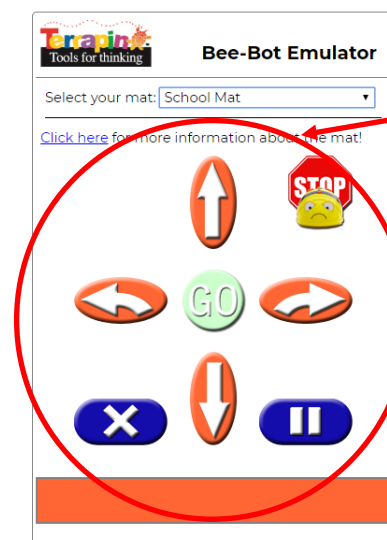 Terrapin
Tools for thinking
Bee-Bot Emulator
Select your mat: School Mat
Click here for more information about the mat!
STOP
GO